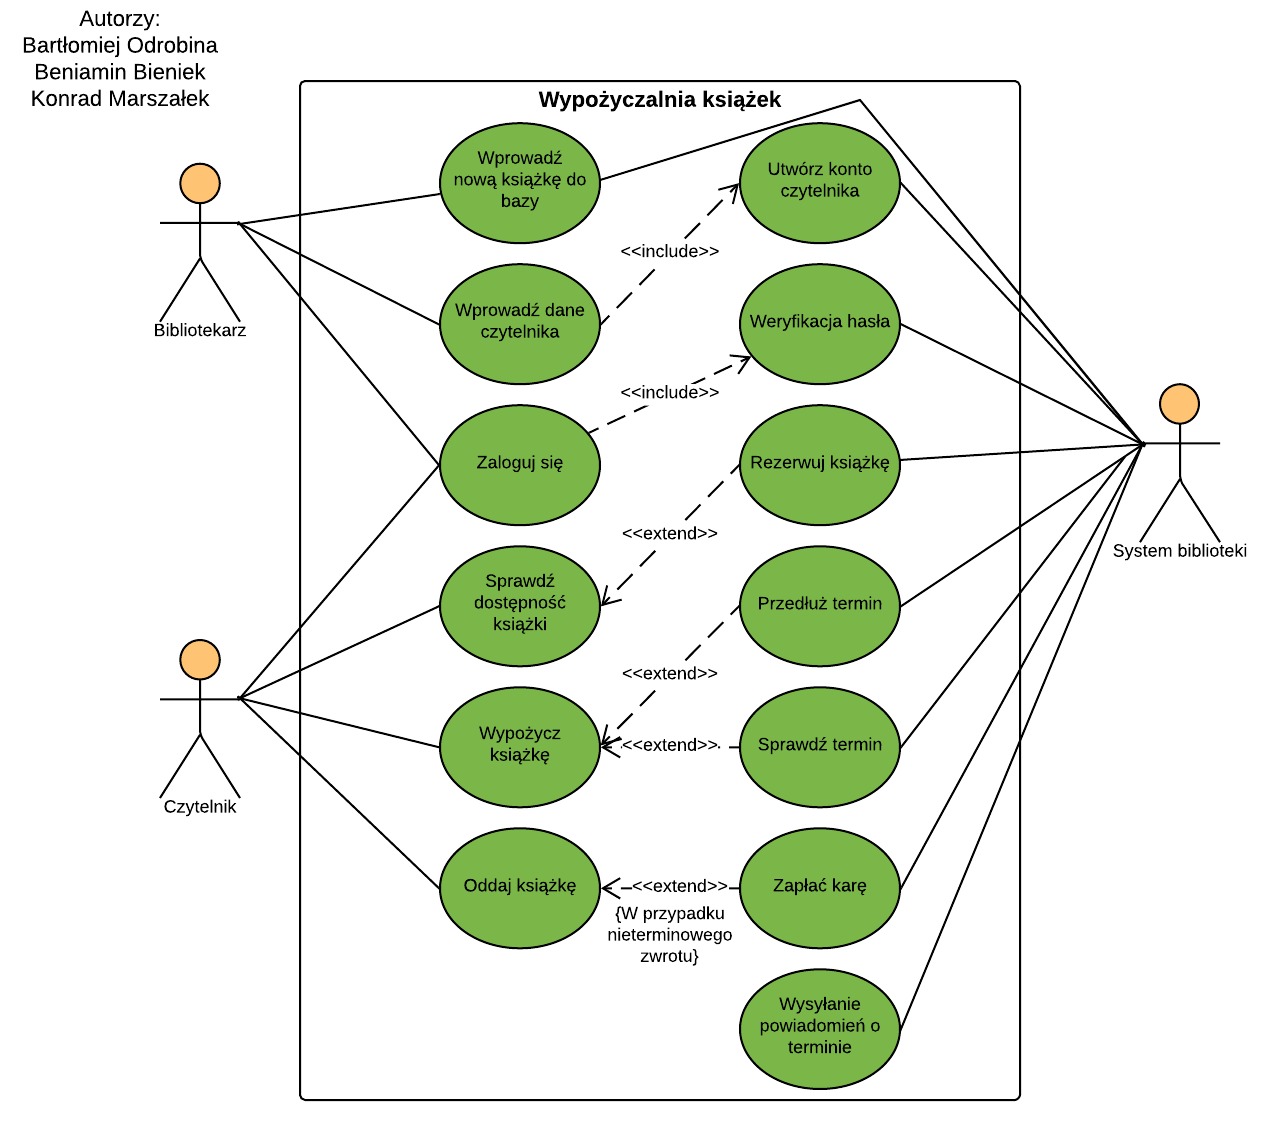 Autorzy:
Bartłomiej Odrobina
Beniamin Bieniek
Konrad Marszałek
Wypożyczalnia książek
Wprowadź
nową książkę do
bazy
Utwórz konto
czytelnika
<<include>>
Bibliotekarz
Wprowadź dane
czytelnika
Weryfikacja hasła
<<include>>
Zaloguj się
Rezerwuj książkę
<<extend>>
System biblioteki
Sprawdź
dostępność
książki
Przedłuż termin
<<extend>>
Czytelnik
Wypożycz
książkę
<<extend>>
Sprawdź termin
Oddaj książkę
<<extend>>
{W przypadku
nieterminowego
zwrotu}
Zapłać karę
Wysyłanie
powiadomień o
terminie